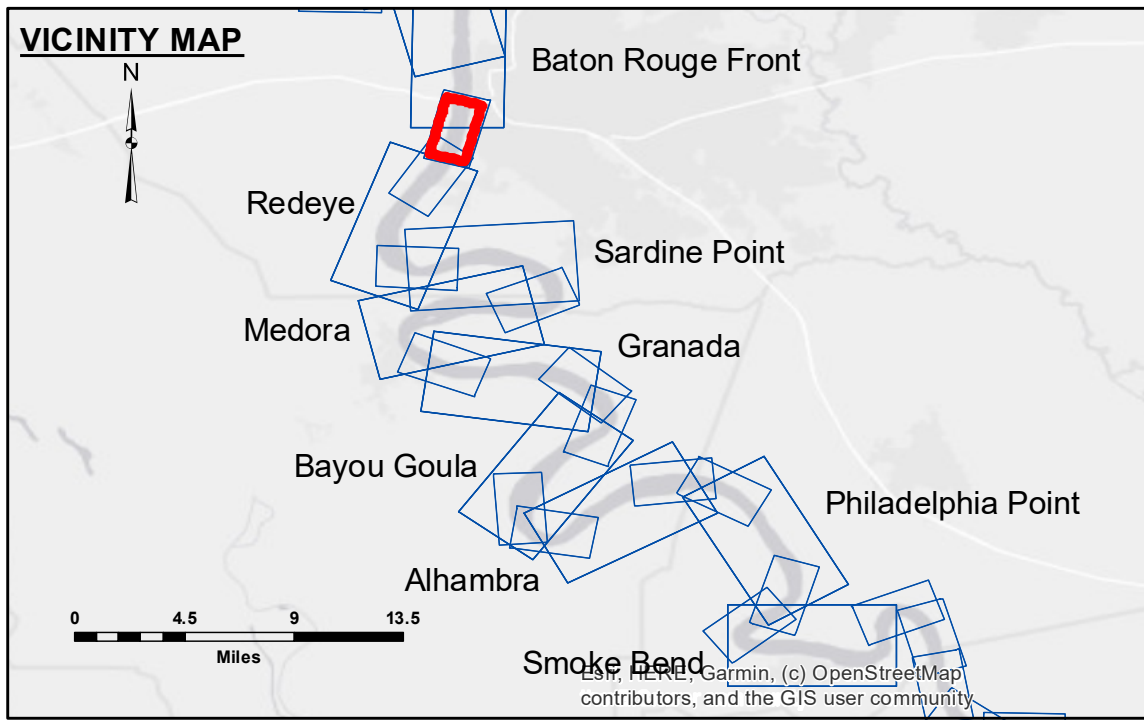 VICINITY MAP
N
Baton Rouge Front
Redeye
Sardine Point
Medora
Granada
Bayou Goula
Philadelphia Point
Alhambra
0 4.5 9 13.5
Miles
Smoke Bend
Esri, HERE, Garmin, (c) OpenStreetMap
contributors, and the GIS user community